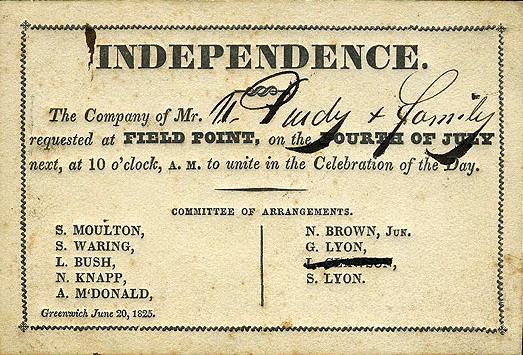 INDEPENDENCE.
The Company of Mr. Purdy & family
requested at FIELD POINT, on the FOURTH OF JULY
next, at 10 o'clock, A. M. to unite in the Celebration of the Day.
COMMITTEE OF ARRANGEMENTS.
S. MOULTON,
S. WARING,
L. BUSH,
N. KNAPP,
A. M'DONALD,
N. BROWN, Jun.
G. LYON,
S. LYON.
Greenwich June 20, 1825.